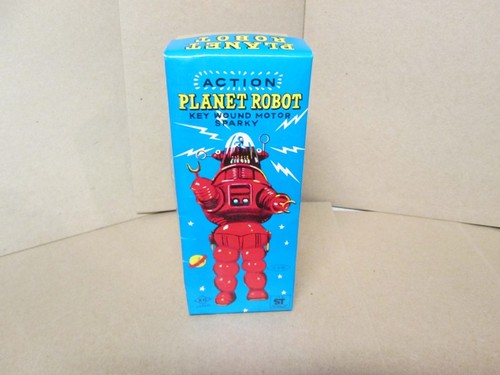 PLANET
ROBOT
ACTION
PLANET ROBOT
KEY WOUND MOTOR
SPARKY
ST